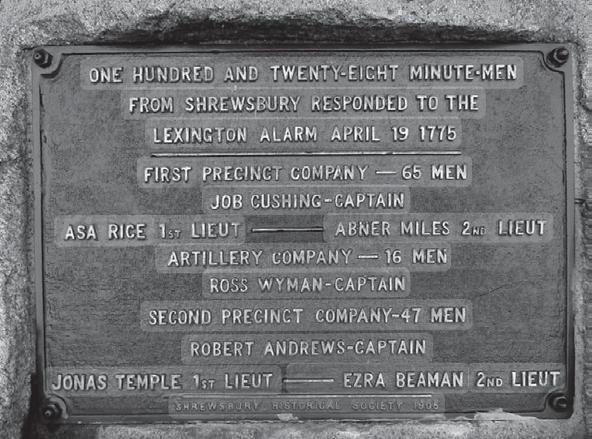 ONE HUNDRED AND TWENTY-EIGHT MINUTE-MEN
FROM SHREWSBURY RESPONDED TO THE
LEXINGTON ALARM APRIL 19 1775
FIRST PRECINCT COMPANY — 65 MEN
JOB CUSHING-CAPTAIN
ASA RICE 1ST LIEUT — ABNER MILES 2ND LIEUT
ARTILLERY COMPANY — 16 MEN
ROSS WYMAN-CAPTAIN
SECOND PRECINCT COMPANY-47 MEN
ROBERT ANDREWS-CAPTAIN
JONAS TEMPLE 1ST LIEUT — EZRA BEAMAN 2ND LIEUT
SHREWSBURY HISTORICAL SOCIETY 1905